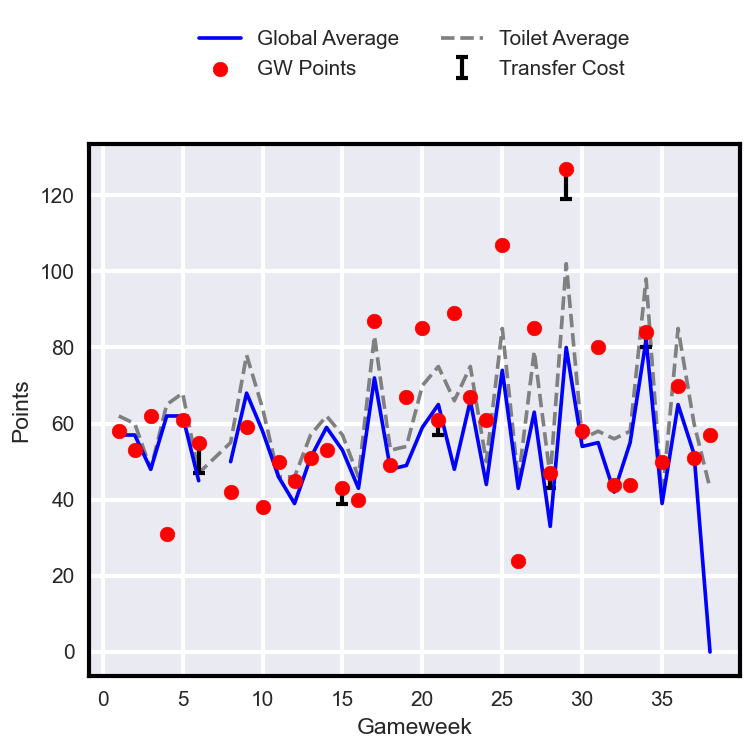 Global Average
Toilet Average
GW Points
Transfer Cost
120
100
80
60
40
20
0
Points
0 5 10 15 20 25 30 35
Gameweek